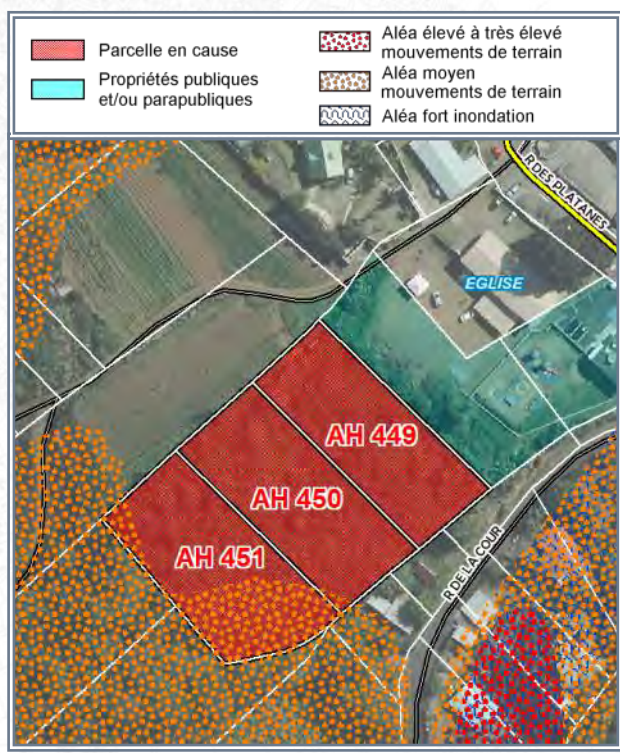 Parcelle en cause
Propriétés publiques
et/ou parapubliques
Aléa élevé à très élevé
mouvements de terrain
Aléa moyen
mouvements de terrain
Aléa fort inondation
R DES PLATANES
EGLISE
AH 449
AH 450
AH 451
R DE LA COUR